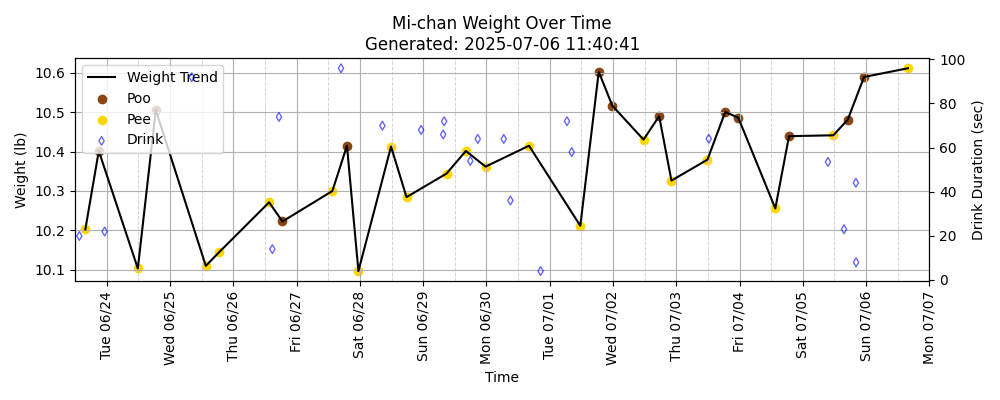 Mi-chan Weight Over Time
Generated: 2025-07-06 11:40:41
Weight Trend
Poo
Pee
Drink
Weight (lb)
10.6
10.5
10.4
10.3
10.2
10.1
Drink Duration (sec)
100
80
60
40
20
0
Tue 06/24
Wed 06/25
Thu 06/26
Fri 06/27
Sat 06/28
Sun 06/29
Mon 06/30
Tue 07/01
Wed 07/02
Thu 07/03
Fri 07/04
Sat 07/05
Sun 07/06
Mon 07/07
Time